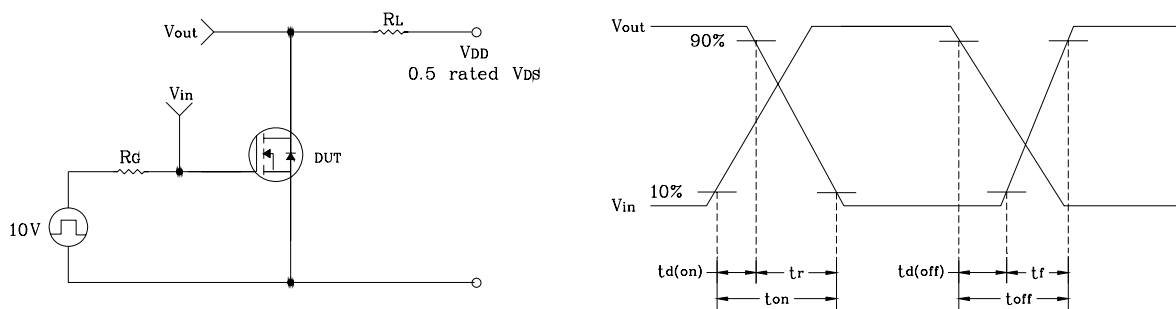 Vout
RL
VDD
0.5 rated VDS
Vin
RG
DUT
10V
Vout
90%
10%
Vin
td(on)
tr
td(off)
tf
ton
toff